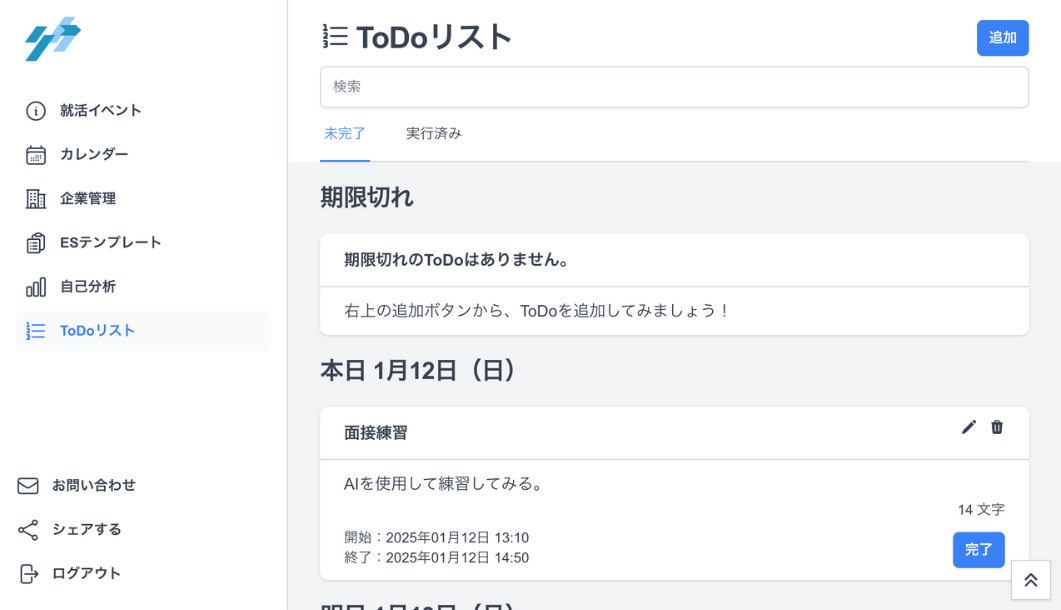 就活イベント
カレンダー
企業管理
ESテンプレート
自己分析
ToDoリスト
お問い合わせ
シェアする
ログアウト
ToDoリスト
追加
検索
未完了
実行済み
期限切れ
期限切れのToDoはありません。
右上の追加ボタンから、ToDoを追加してみましょう！
本日 1月12日（日）
面接練習
AIを使用して練習してみる。
14 文字
開始：2025年01月12日 13:10
終了：2025年01月12日 14:50
完了